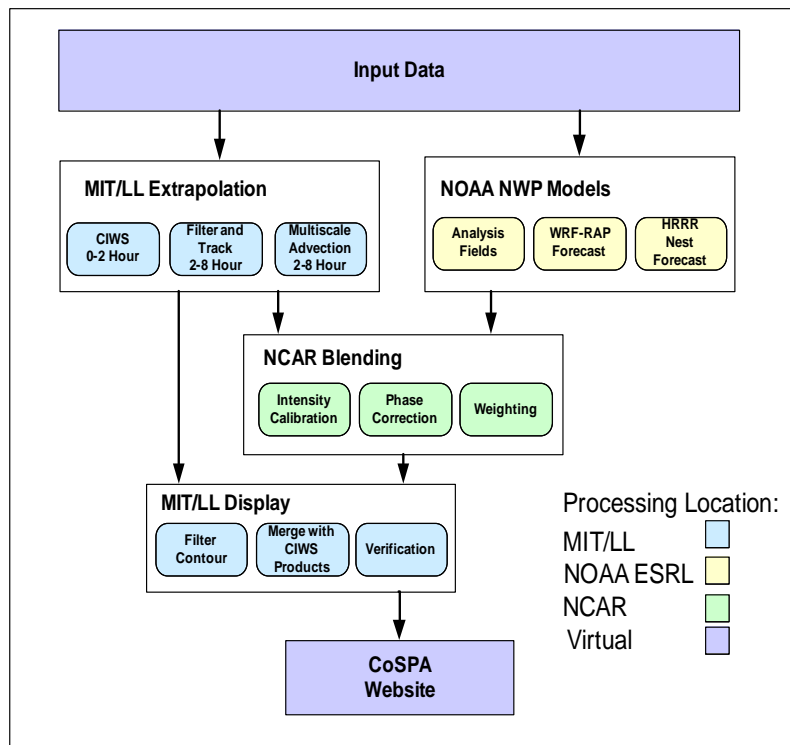 Input Data
MIT/LL Extrapolation
CIWS
0-2 Hour
Filter and
Track
2-8 Hour
Multiscale
Advection
2-8 Hour
NOAA NWP Models
Analysis
Fields
WRF-RAP
Forecast
HRRR
Nest
Forecast
NCAR Blending
Intensity
Calibration
Phase
Correction
Weighting
MIT/LL Display
Filter
Contour
Merge with
CIWS
Products
Verification
Processing Location:
MIT/LL
NOAA ESRL
NCAR
Virtual
CoSPA
Website